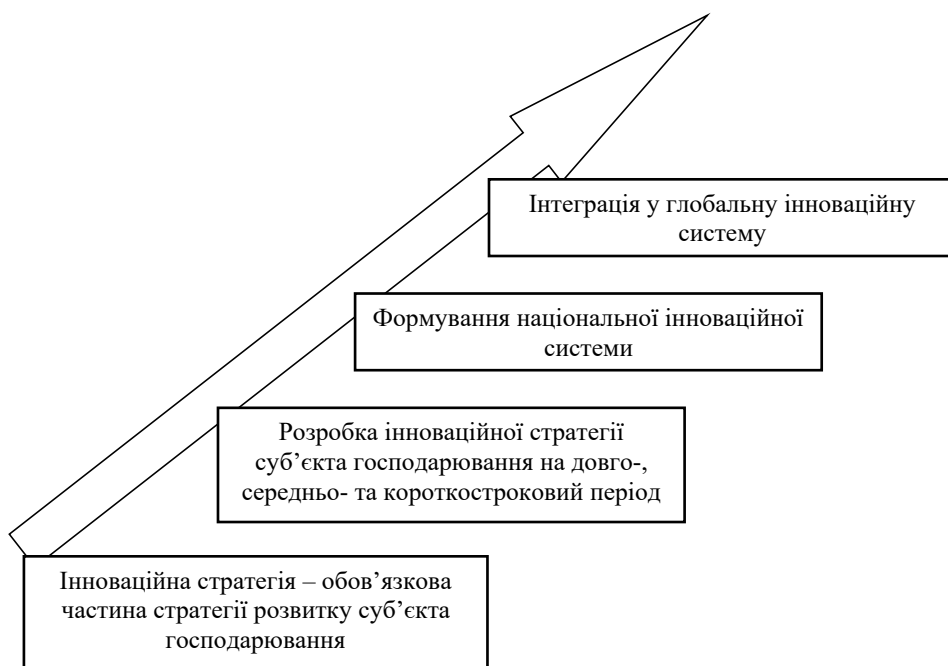 Інтеграція у глобальну інноваційну
систему
Формування національної інноваційної
системи
Розробка інноваційної стратегії
суб’єкта господарювання на довго-,
середньо- та короткостроковий період
Інноваційна стратегія – обов’язкова
частина стратегії розвитку суб’єкта
господарювання